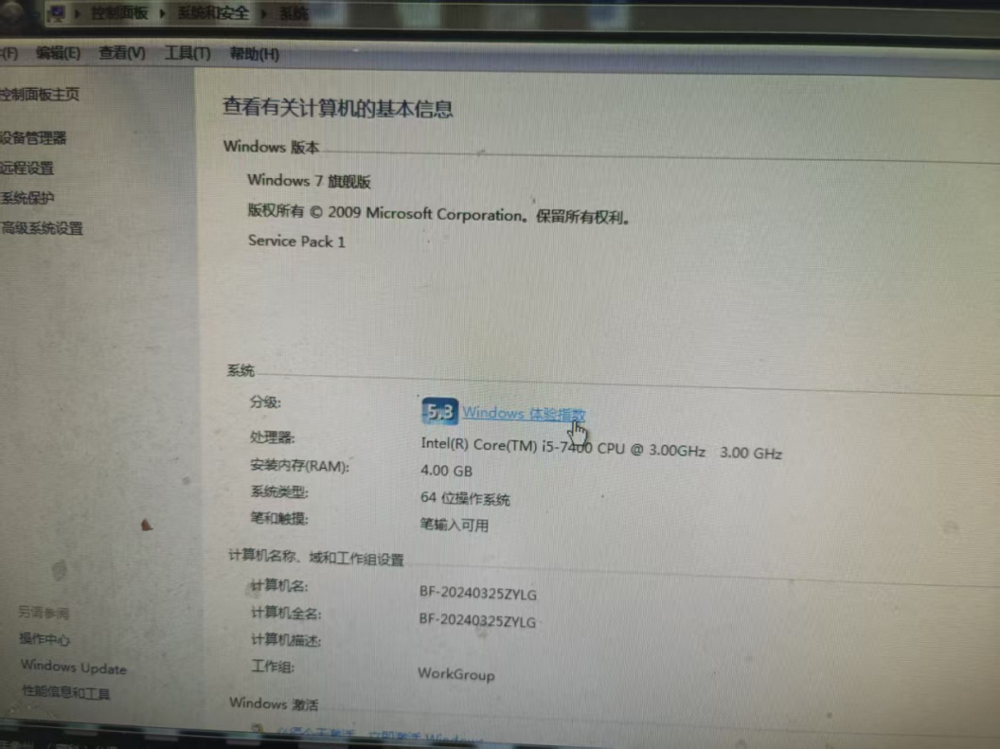 控制面板 ▸ 系统和安全 ▸ 系统
(F) 编辑(E) 查看(V) 工具(T) 帮助(H)
控制面板主页
设备管理器
远程设置
系统保护
高级系统设置
查看有关计算机的基本信息
Windows 版本
Windows 7 旗舰版
版权所有 © 2009 Microsoft Corporation。保留所有权利。
Service Pack 1
系统
分级: 5.3 Windows 体验指数
处理器: Intel(R) Core(TM) i5-7400 CPU @ 3.00GHz 3.00 GHz
安装内存(RAM): 4.00 GB
系统类型: 64 位操作系统
笔和触摸: 笔输入可用
计算机名称、域和工作组设置
计算机名: BF-20240325ZYLG
计算机全名: BF-20240325ZYLG
计算机描述:
工作组: WorkGroup
Windows 激活
立即激活 Windows
另请参阅
操作中心
Windows Update
性能信息和工具